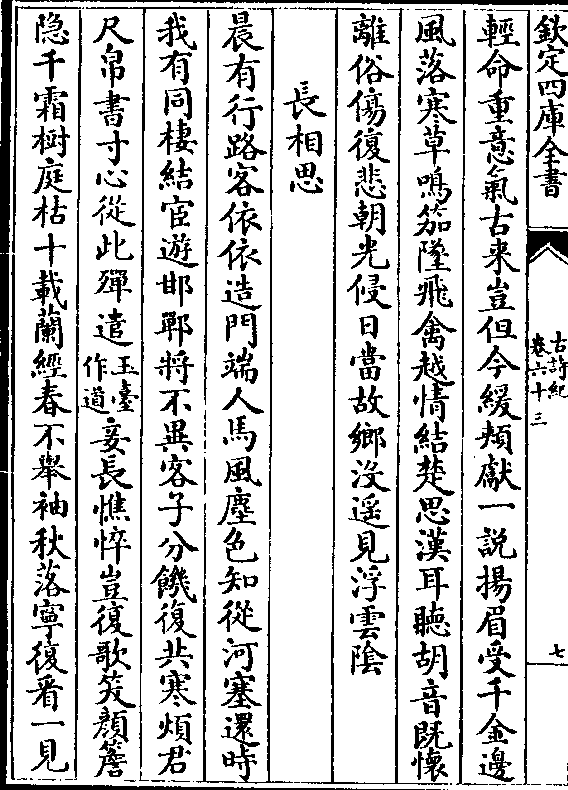 欽定四庫全書
古詩紀
卷六十三
七
輕命重意氣古來豈但今緩頰獻一説揚眉受千金邊
風落寒草鳴笳墜飛禽越情結楚思漢耳聽胡音旣懷
離俗傷復悲朝光侵日當故鄉沒遥見浮雲陰
長相思
晨有行路客依依造門端人馬風塵色知從河塞還時
我有同棲結宦遊邯鄲將不異客子分饑復共寒煩君
尺帛書寸心從此殫遣玉臺作道妾長憔悴豈復歌笑顔簷
隐千霜樹庭枯十載蘭經春不舉袖秋落寧復看一見